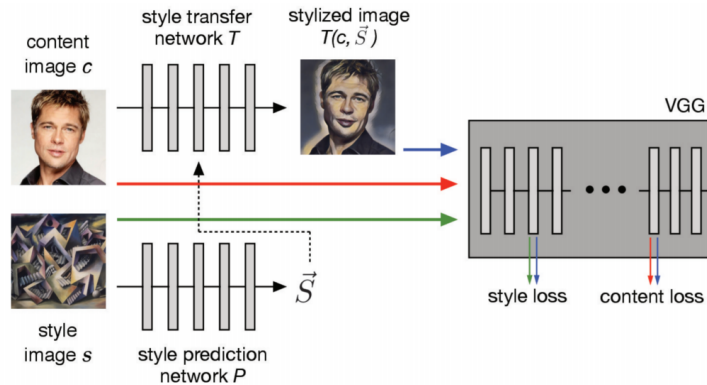 content
image c
style transfer
network T
stylized image
T(c, S⃗)
VGG
S⃗
style
image s
style prediction
network P
style loss
content loss